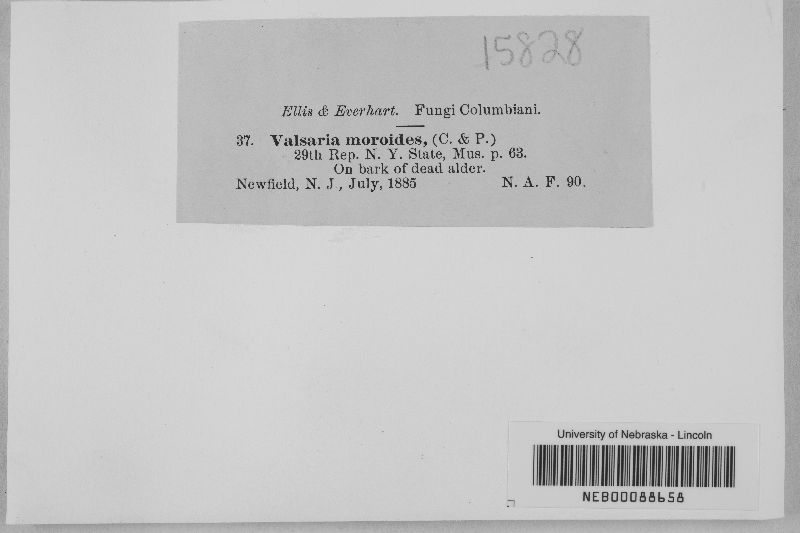 15828
Ellis & Everhart. Fungi Columbiani.
37. Valsaria moroides, (C. & P.)
29th Rep. N. Y. State, Mus. p. 63.
On bark of dead alder.
Newfield, N. J., July, 1885 N. A. F. 90.
University of Nebraska - Lincoln
NEB00088658